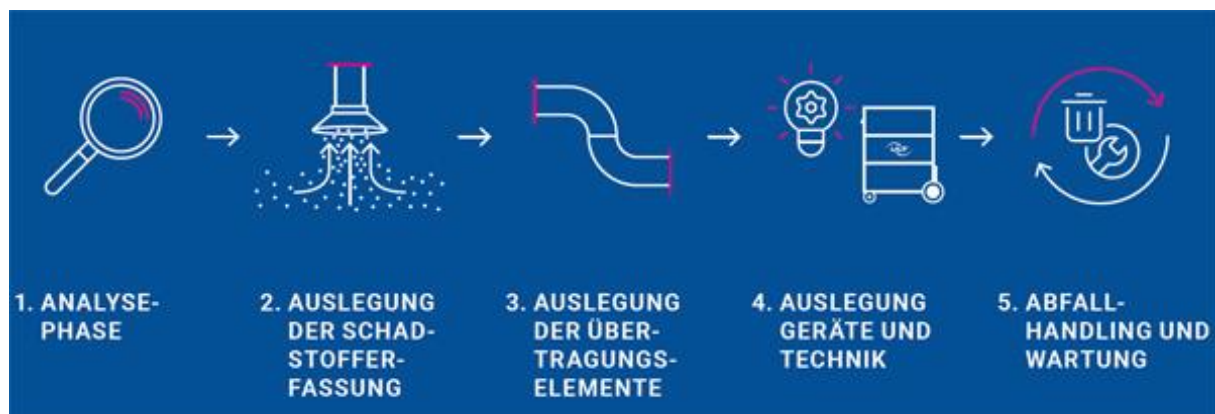 1. ANALYSE-
PHASE
2. AUSLEGUNG
DER SCHAD-
STOFFER-
FASSUNG
3. AUSLEGUNG
DER ÜBER-
TRAGUNGS-
ELEMENTE
4. AUSLEGUNG
GERÄTE UND
TECHNIK
5. ABFALL-
HANDLING UND
WARTUNG